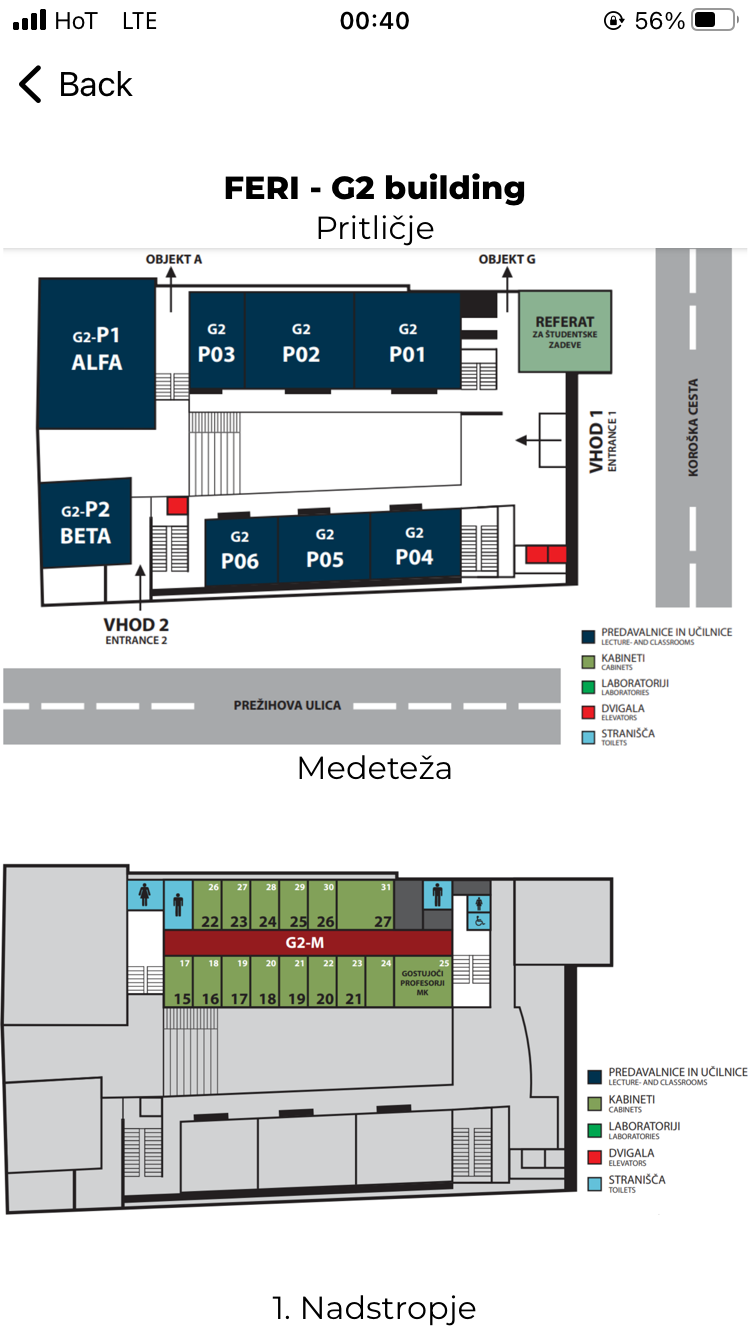 HoT LTE 00:40 56%
Back
FERI - G2 building
Pritličje
OBJEKT A
OBJEKT G
G2-P1
ALFA
G2
P03
G2
P02
G2
P01
REFERAT
ZA ŠTUDENTSKE
ZADEVE
VHOD 1
ENTRANCE 1
KOROŠKA CESTA
G2-P2
BETA
G2
P06
G2
P05
G2
P04
VHOD 2
ENTRANCE 2
PREŽIHOVA ULICA
PREDAVALNICE IN UČILNICE
LECTURE- AND CLASSROOMS
KABINETI
CABINETS
LABORATORIJI
LABORATORIES
DVIGALA
ELEVATORS
STRANIŠČA
TOILETS
Medeteža
26 27 28 29 30 31
22 23 24 25 26 27
G2-M
17 18 19 20 21 22 23 24 25
GOSTUJOČI
PROFESORJI
MK
15 16 17 18 19 20 21
PREDAVALNICE IN UČILNICE
LECTURE- AND CLASSROOMS
KABINETI
CABINETS
LABORATORIJI
LABORATORIES
DVIGALA
ELEVATORS
STRANIŠČA
TOILETS
1. Nadstropje